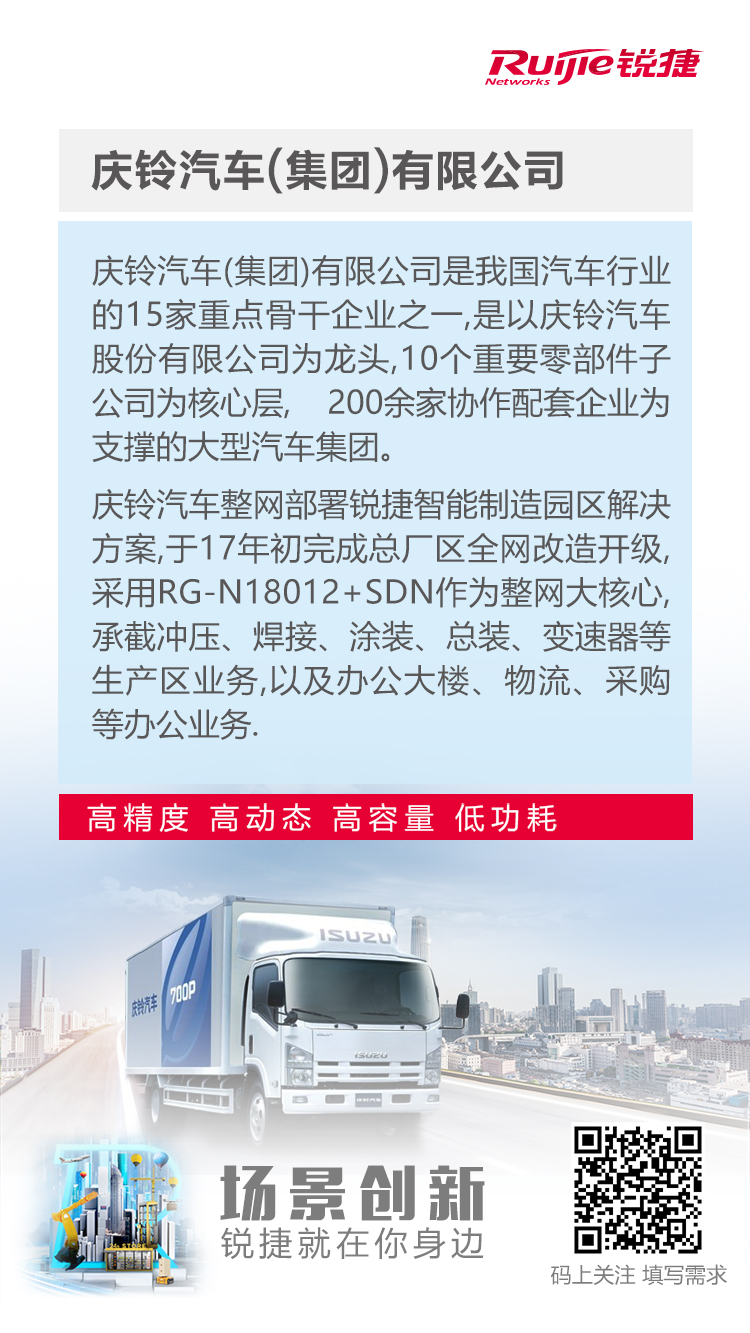 Ruijie锐捷
Networks
庆铃汽车(集团)有限公司
庆铃汽车(集团)有限公司是我国汽车行业
的15家重点骨干企业之一,是以庆铃汽车
股份有限公司为龙头,10个重要零部件子
公司为核心层, 200余家协作配套企业为
支撑的大型汽车集团。
庆铃汽车整网部署锐捷智能制造园区解决
方案,于17年初完成总厂区全网改造开级,
采用RG-N18012+SDN作为整网大核心,
承截冲压、焊接、涂装、总装、变速器等
生产区业务,以及办公大楼、物流、采购
等办公业务.
高精度 高动态 高容量 低功耗
ISUZU
庆铃汽车 700P
ISUZU
场景创新
锐捷就在你身边
码上关注 填写需求